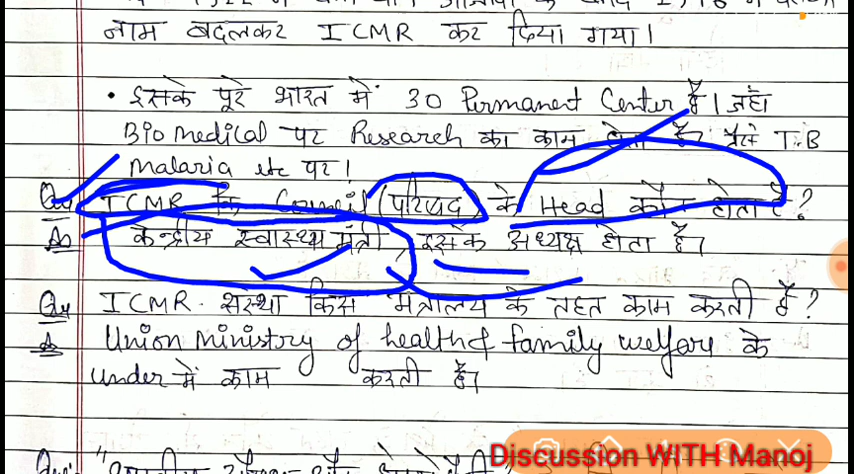 नाम बदलकर ICMR कर दिया गया।
• इसके पूरे भारत में 30 Permanent Center है। जहां
Bio Medical पर Research का काम होता है। जैसे T.B
Malaria etc पर।
Qu ICMR के Council (परिषद) के Head कौन होता है?
As केन्द्रीय स्वास्थ्य मंत्री, इसके अध्यक्ष होता है।
Qu ICMR. संस्था किस मंत्रालय के तहत काम करती है?
As Union ministry of health & family welfare के
under में काम करती है।
Discussion WITH Manoj